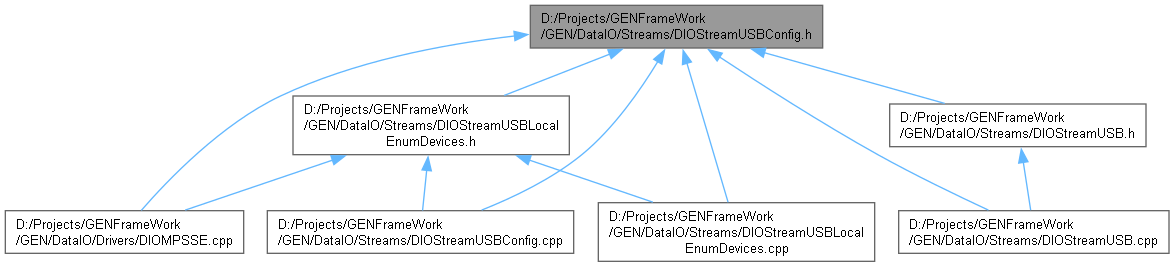 D:/Projects/GENFrameWork
/GEN/DataIO/Streams/DIOStreamUSBConfig.h
D:/Projects/GENFrameWork
/GEN/DataIO/Streams/DIOStreamUSBLocal
EnumDevices.h
D:/Projects/GENFrameWork
/GEN/DataIO/Streams/DIOStreamUSB.h
D:/Projects/GENFrameWork
/GEN/DataIO/Drivers/DIOMPSSE.cpp
D:/Projects/GENFrameWork
/GEN/DataIO/Streams/DIOStreamUSBConfig.cpp
D:/Projects/GENFrameWork
/GEN/DataIO/Streams/DIOStreamUSBLocal
EnumDevices.cpp
D:/Projects/GENFrameWork
/GEN/DataIO/Streams/DIOStreamUSB.cpp